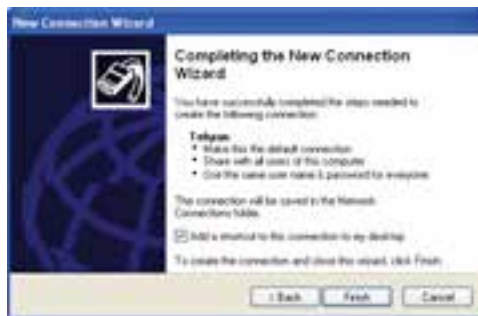 New Connection Wizard
Completing the New Connection
Wizard
You have successfully completed the steps needed to
create the following connection:
• Make this the default connection
• Share with all users of this computer
• Use the same user name & password for everyone
The connection will be saved in the Network
Connections folder.
Add a shortcut to this connection to my desktop
To create the connection and close this wizard, click Finish.
< Back
Finish
Cancel